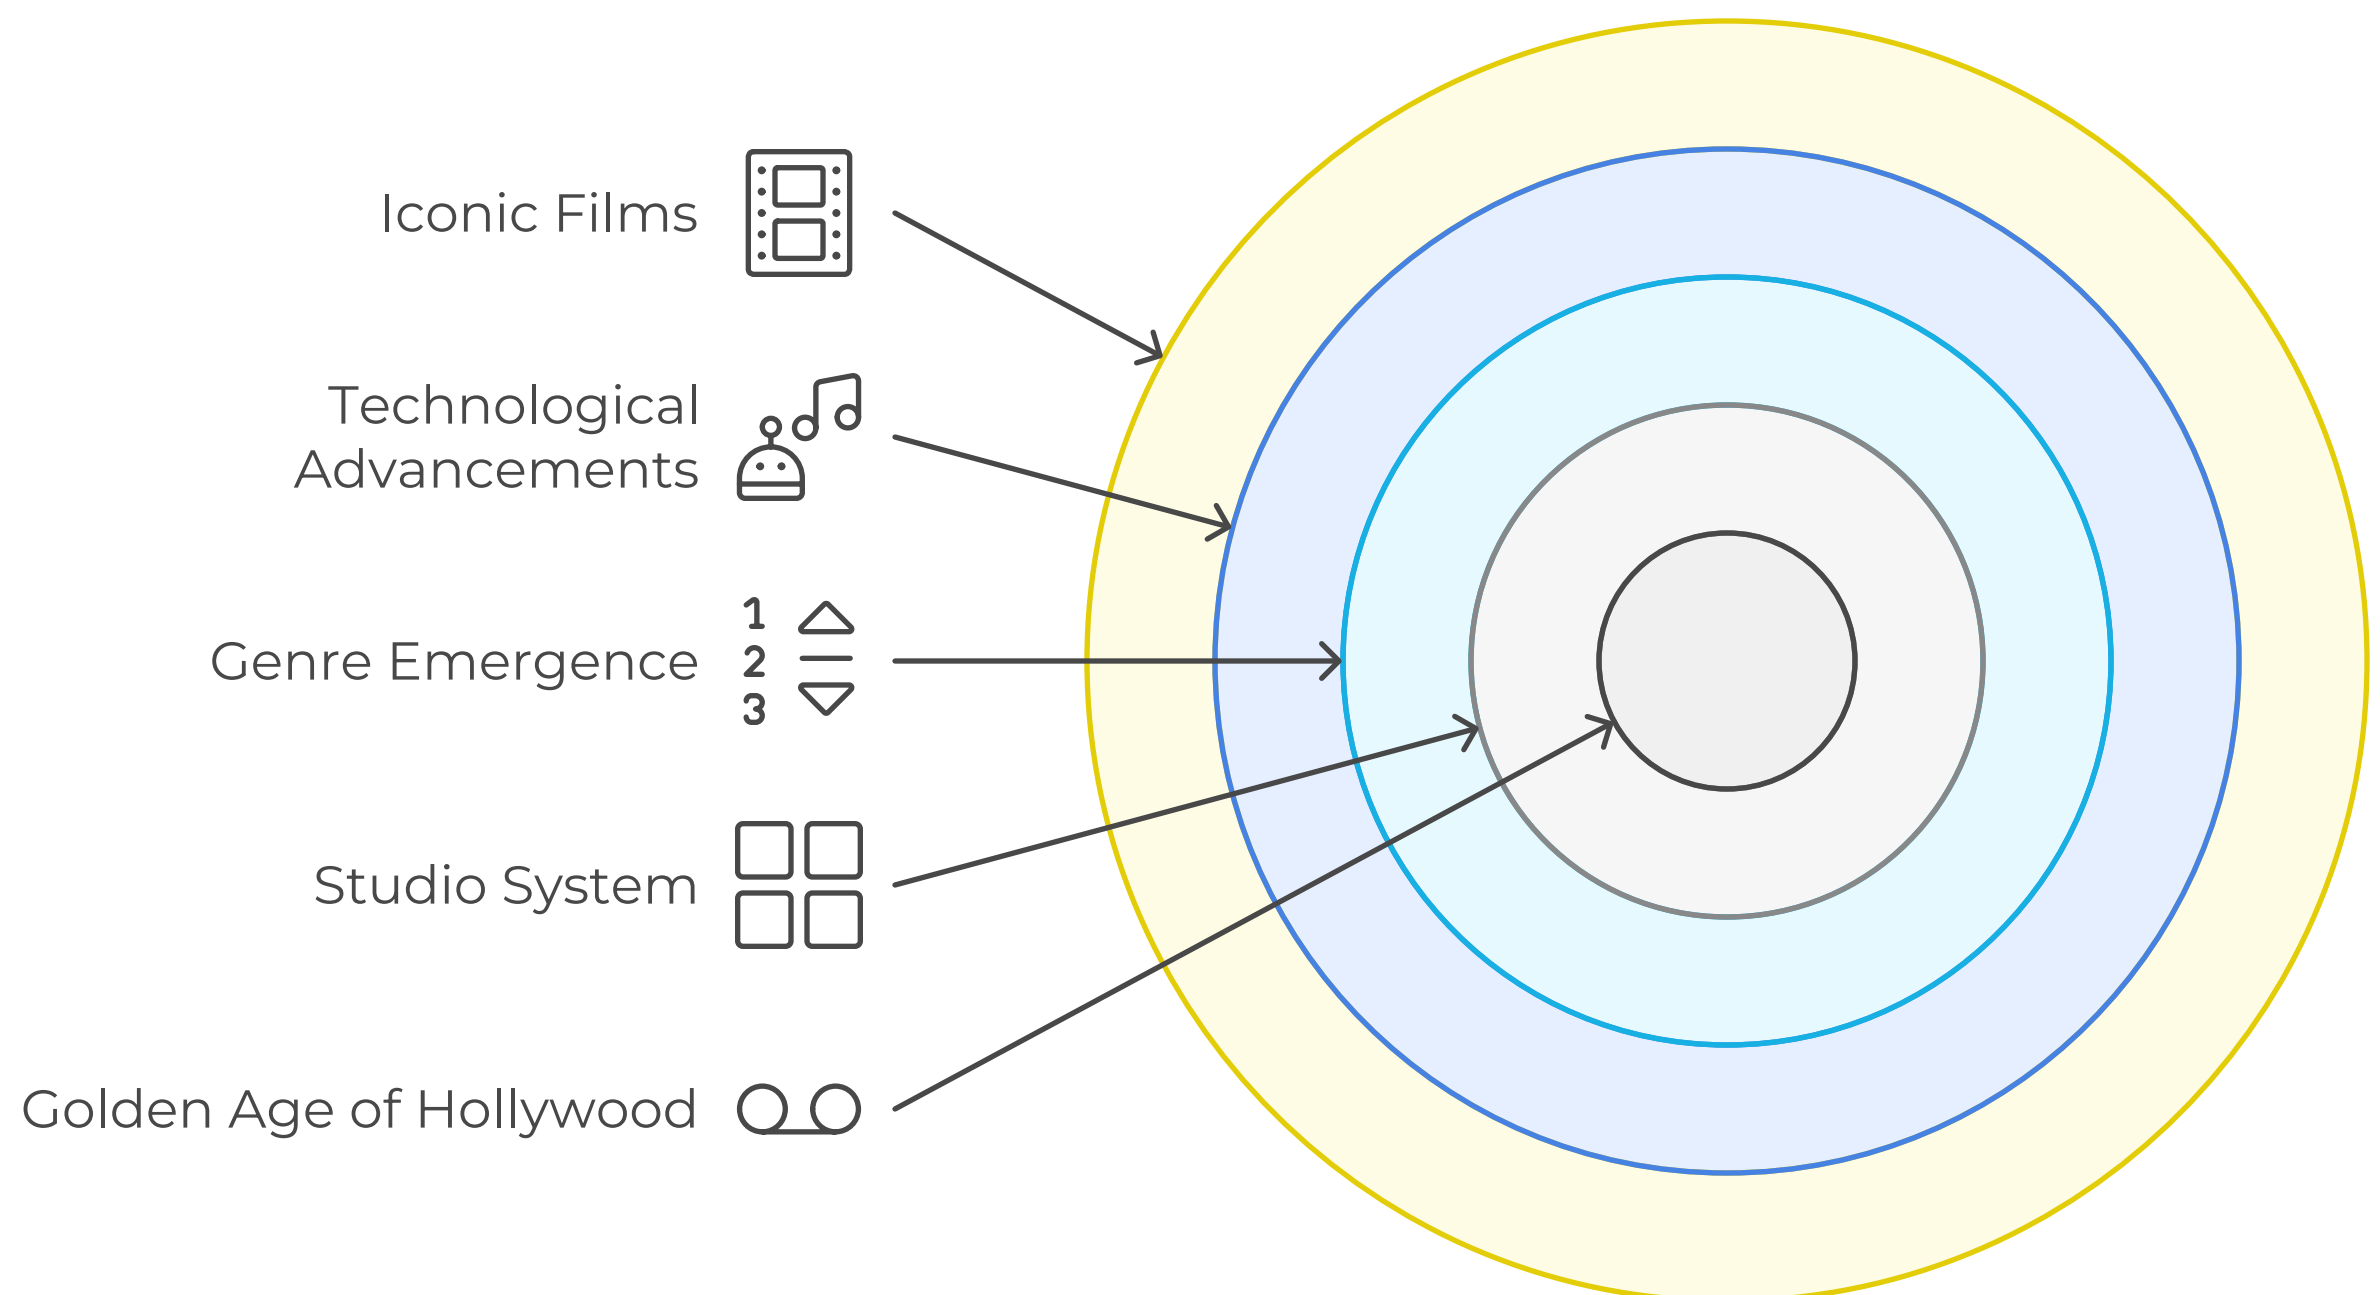 Iconic Films
Technological
Advancements
1
2
3
Genre Emergence
Studio System
Golden Age of Hollywood